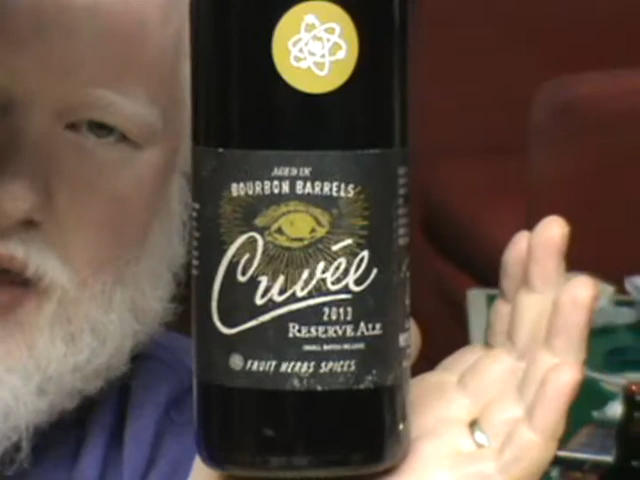 AGED IN
BOURBON BARRELS
Cuvée
2013
RESERVE ALE
SMALL BATCH RELEASE
FRUIT HERBS SPICES